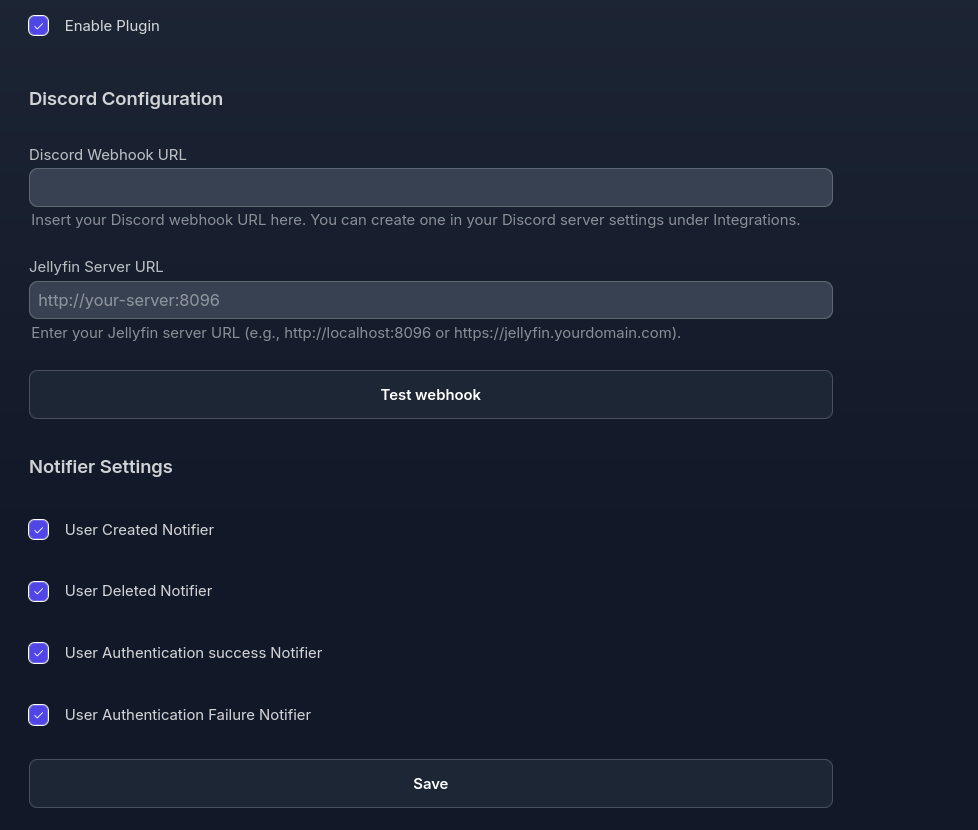 Enable Plugin
Discord Configuration
Discord Webhook URL
Insert your Discord webhook URL here. You can create one in your Discord server settings under Integrations.
Jellyfin Server URL
http://your-server:8096
Enter your Jellyfin server URL (e.g., http://localhost:8096 or https://jellyfin.yourdomain.com).
Test webhook
Notifier Settings
User Created Notifier
User Deleted Notifier
User Authentication success Notifier
User Authentication Failure Notifier
Save